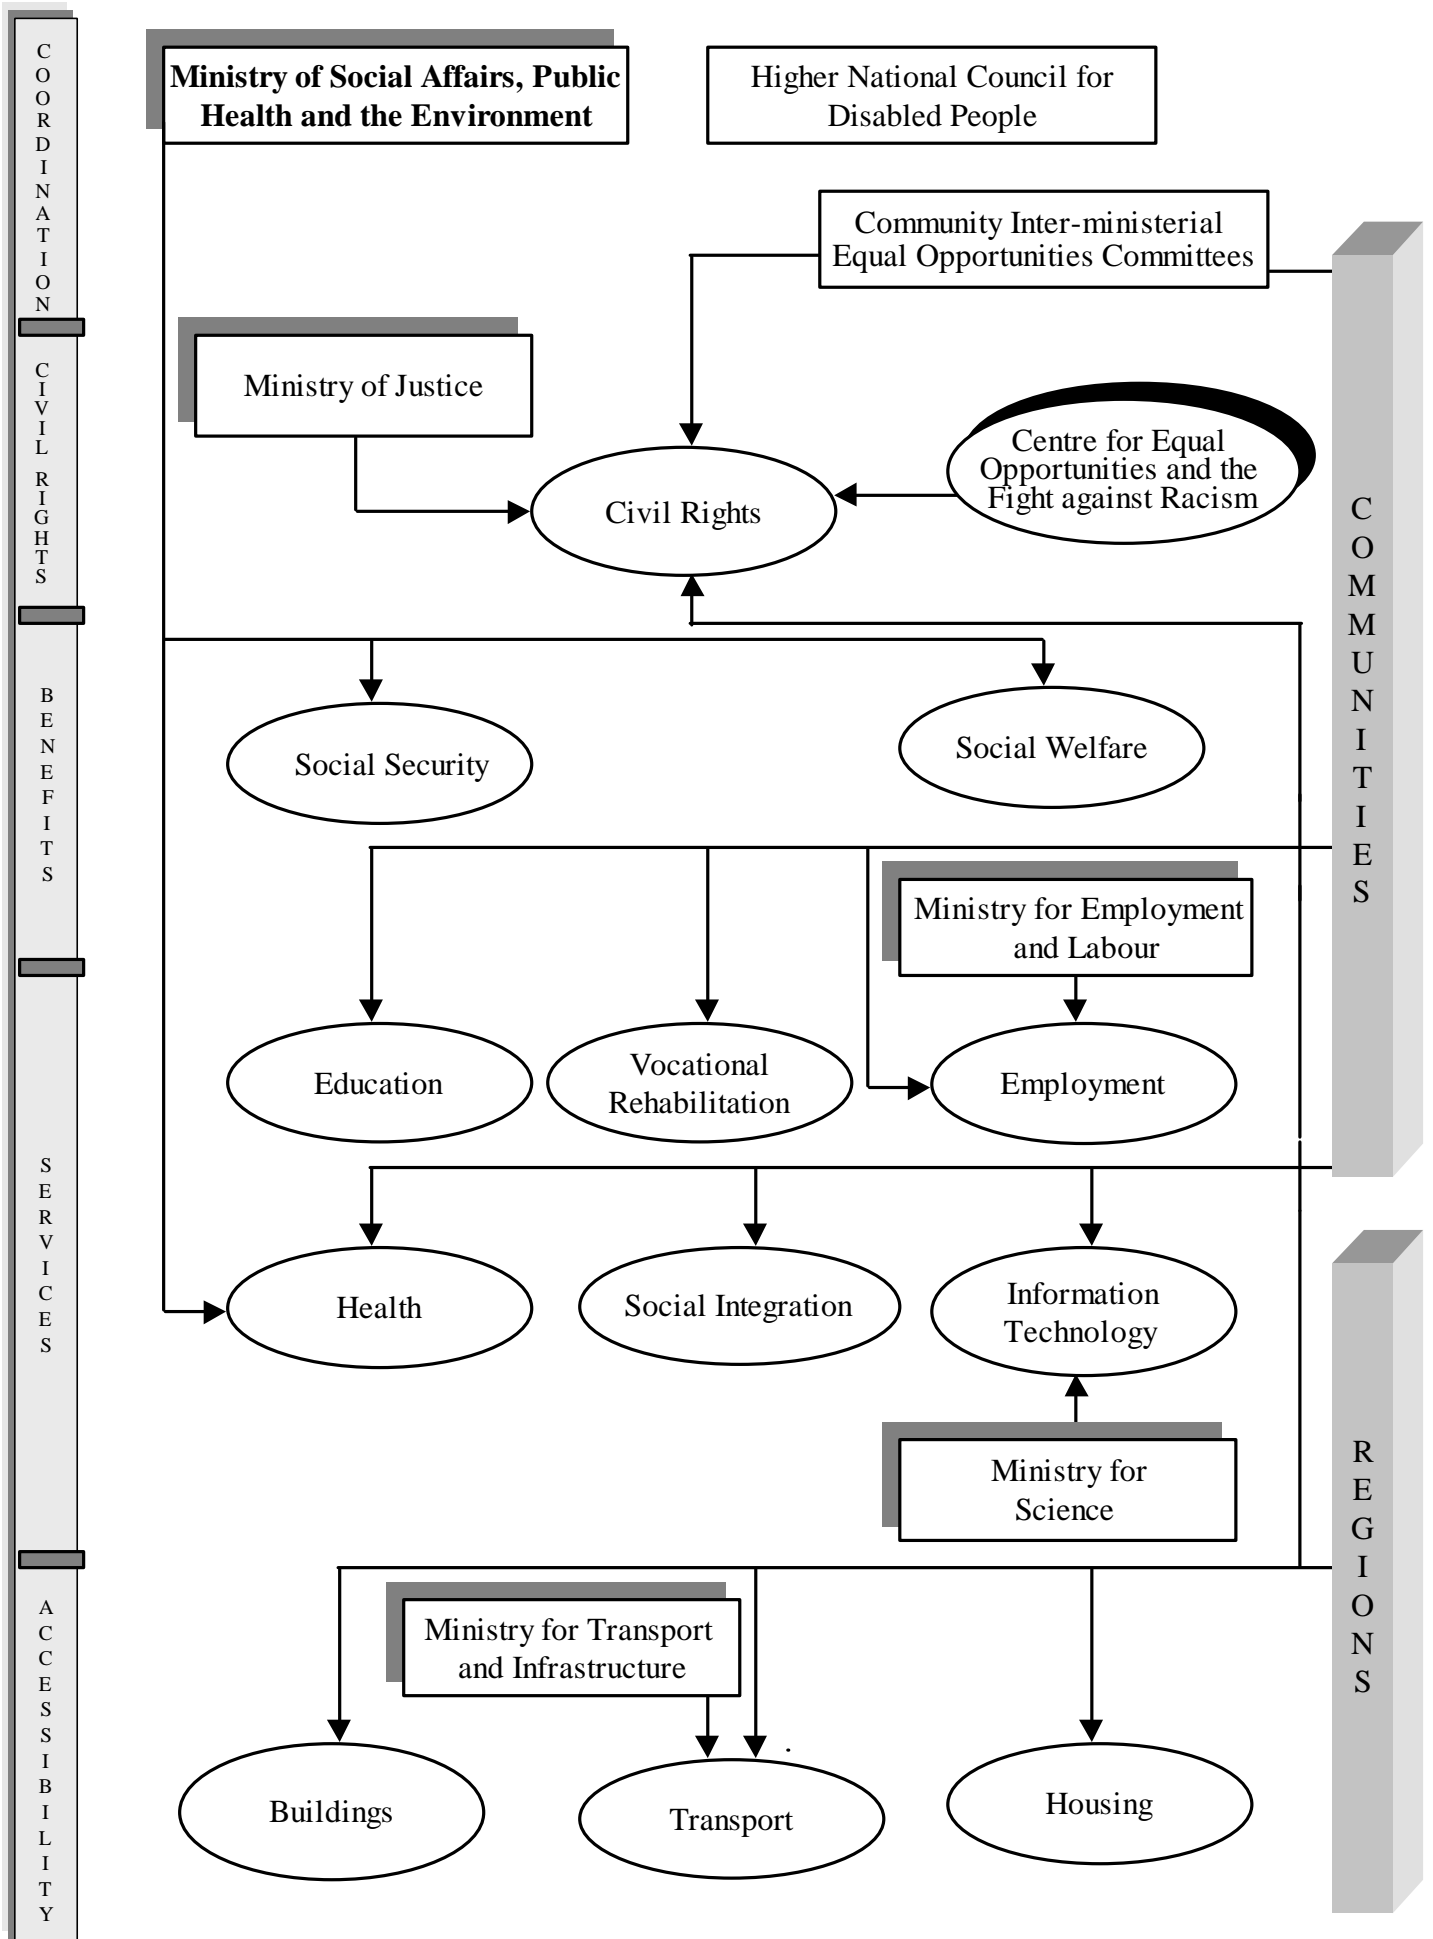 COORDINATION
Ministry of Social Affairs, Public
Health and the Environment
Higher National Council for
Disabled People
Community Inter-ministerial
Equal Opportunities Committees
CIVIL RIGHTS
Ministry of Justice
Centre for Equal
Opportunities and the
Fight against Racism
Civil Rights
COMMUNITIES
BENEFITS
Social Security
Social Welfare
Ministry for Employment
and Labour
SERVICES
Education
Vocational
Rehabilitation
Employment
Health
Social Integration
Information
Technology
Ministry for
Science
REGIONS
ACCESSIBILITY
Ministry for Transport
and Infrastructure
Buildings
Transport
Housing